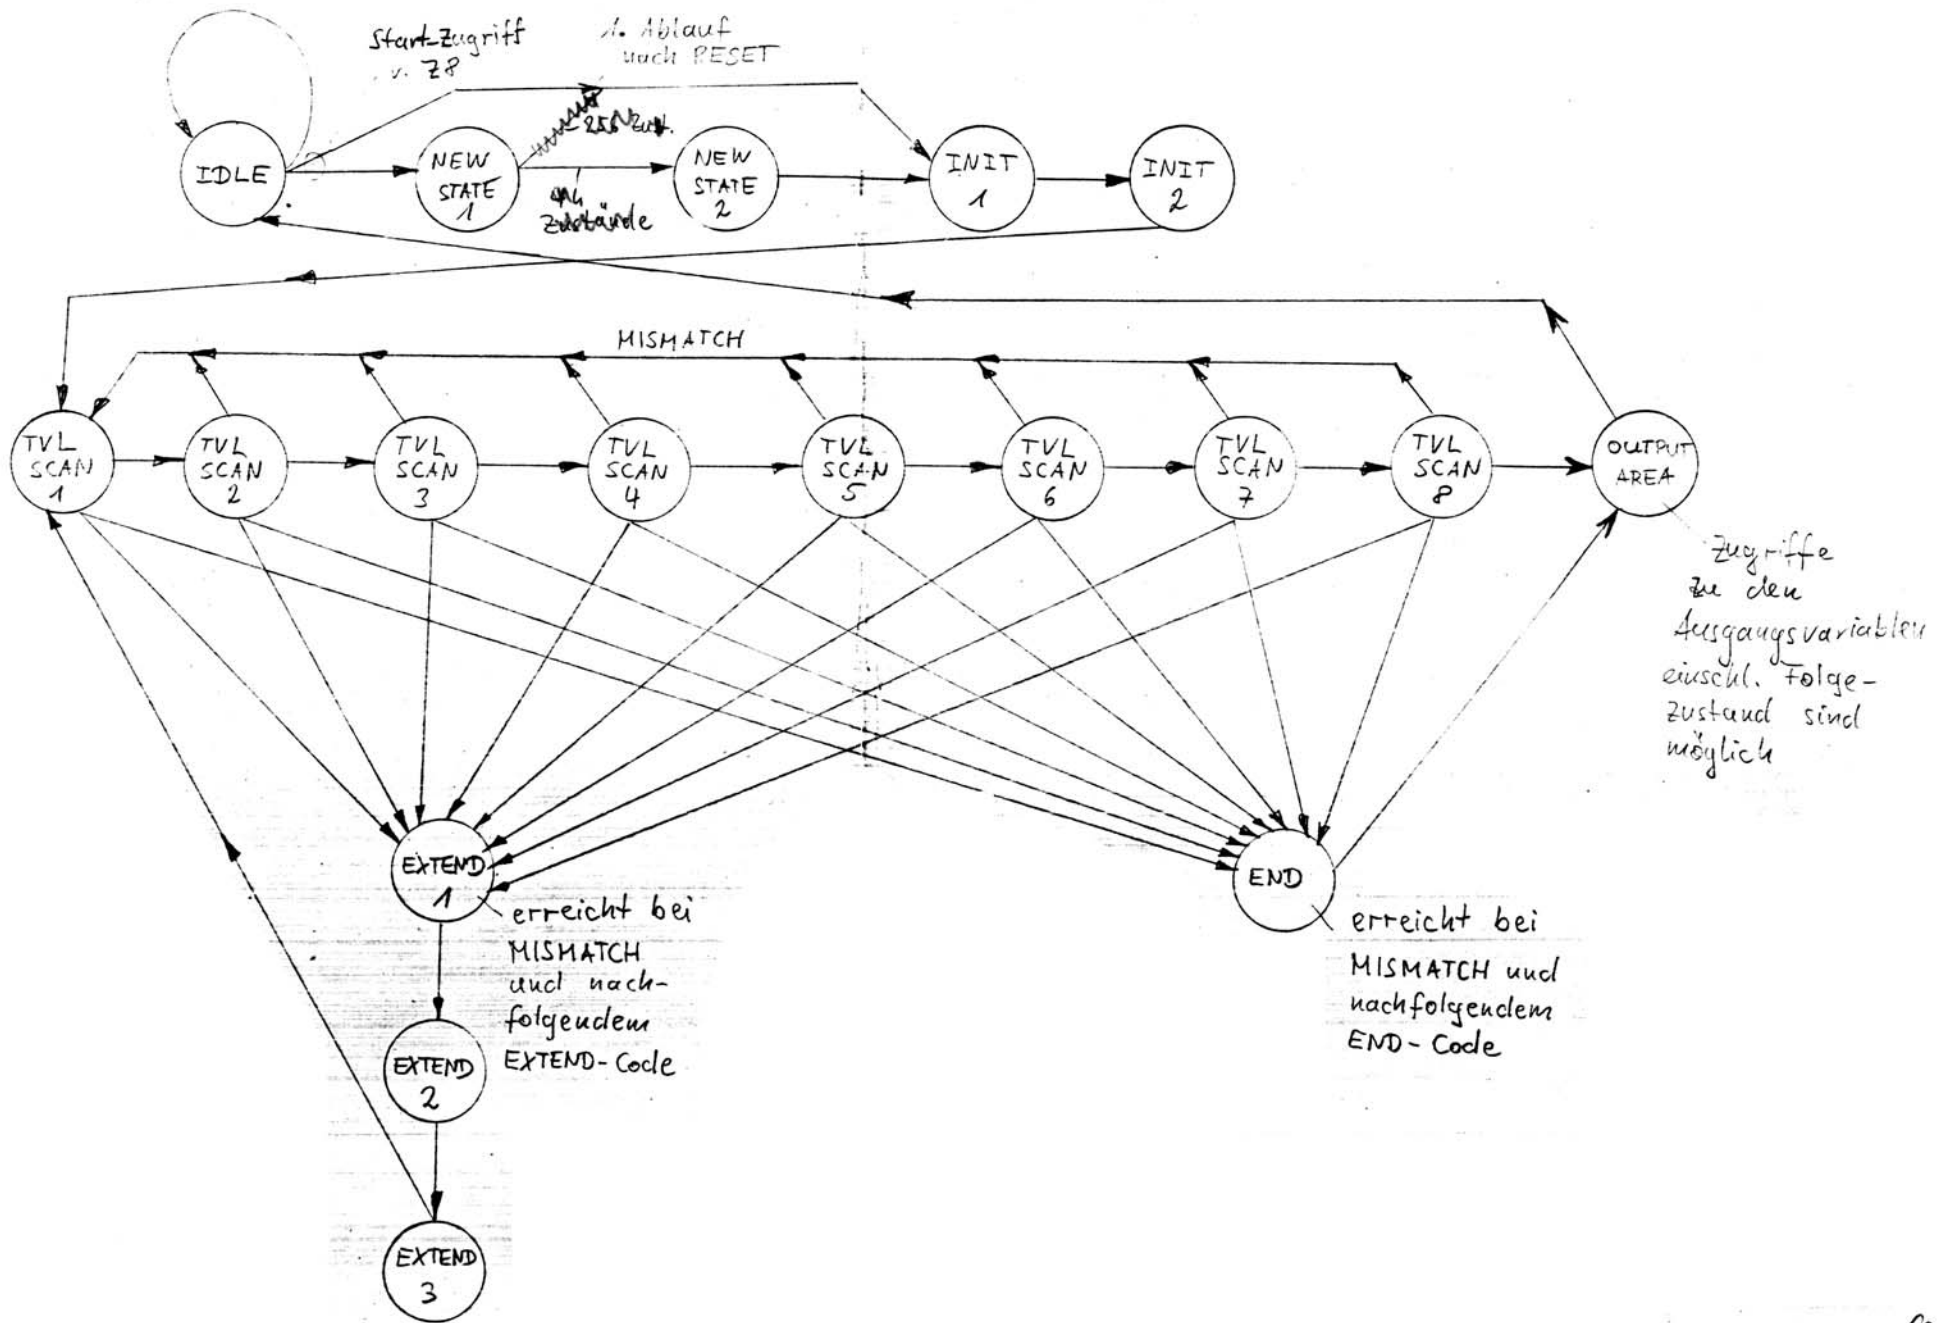 Start-Zugriff
v. Z8
1. Ablauf
nach RESET
IDLE
NEW
STATE
1
Zustände
NEW
STATE
2
INIT
1
INIT
2
MISMATCH
TVL
SCAN
1
TVL
SCAN
2
TVL
SCAN
3
TVL
SCAN
4
TVL
SCAN
5
TVL
SCAN
6
TVL
SCAN
7
TVL
SCAN
8
OUTPUT
AREA
Zugriffe
zu den
Ausgangsvariablen
einschl. Folge-
zustand sind
möglich
EXTEND
1
erreicht bei
MISMATCH
und nach-
folgendem
EXTEND-Code
END
erreicht bei
MISMATCH und
nachfolgendem
END-Code
EXTEND
2
EXTEND
3